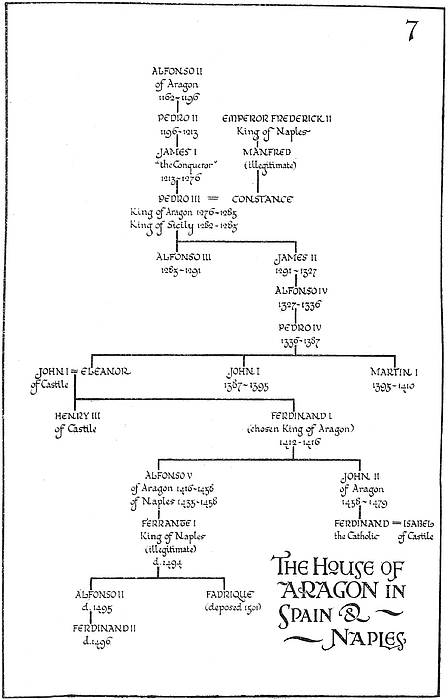 7
ALFONSO II
of Aragon
1162-1196
PEDRO II
1196-1213
EMPEROR FREDERICK II
King of Naples
JAMES I
"the Conqueror"
1213-1276
MANFRED
(illegitimate)
PEDRO III = CONSTANCE
King of Aragon 1276-1285
King of Sicily 1282-1285
ALFONSO III
1285-1291
JAMES II
1291-1327
ALFONSO IV
1327-1336
PEDRO IV
1336-1387
JOHN I = ELEANOR
of Castile
JOHN I
1387-1395
MARTIN I
1395-1410
HENRY III
of Castile
FERDINAND I
(chosen King of Aragon)
1412-1416
ALFONSO V
of Aragon 1416-1458
of Naples 1435-1458
JOHN II
of Aragon
1458-1479
FERRANTE I
King of Naples
(illegitimate)
d. 1494
FERDINAND = ISABEL
the Catholic of Castile
ALFONSO II
d. 1495
FADRIQUE
(deposed 1501)
FERDINAND II
d. 1496
THE HOUSE OF
ARAGON IN
SPAIN &
NAPLES